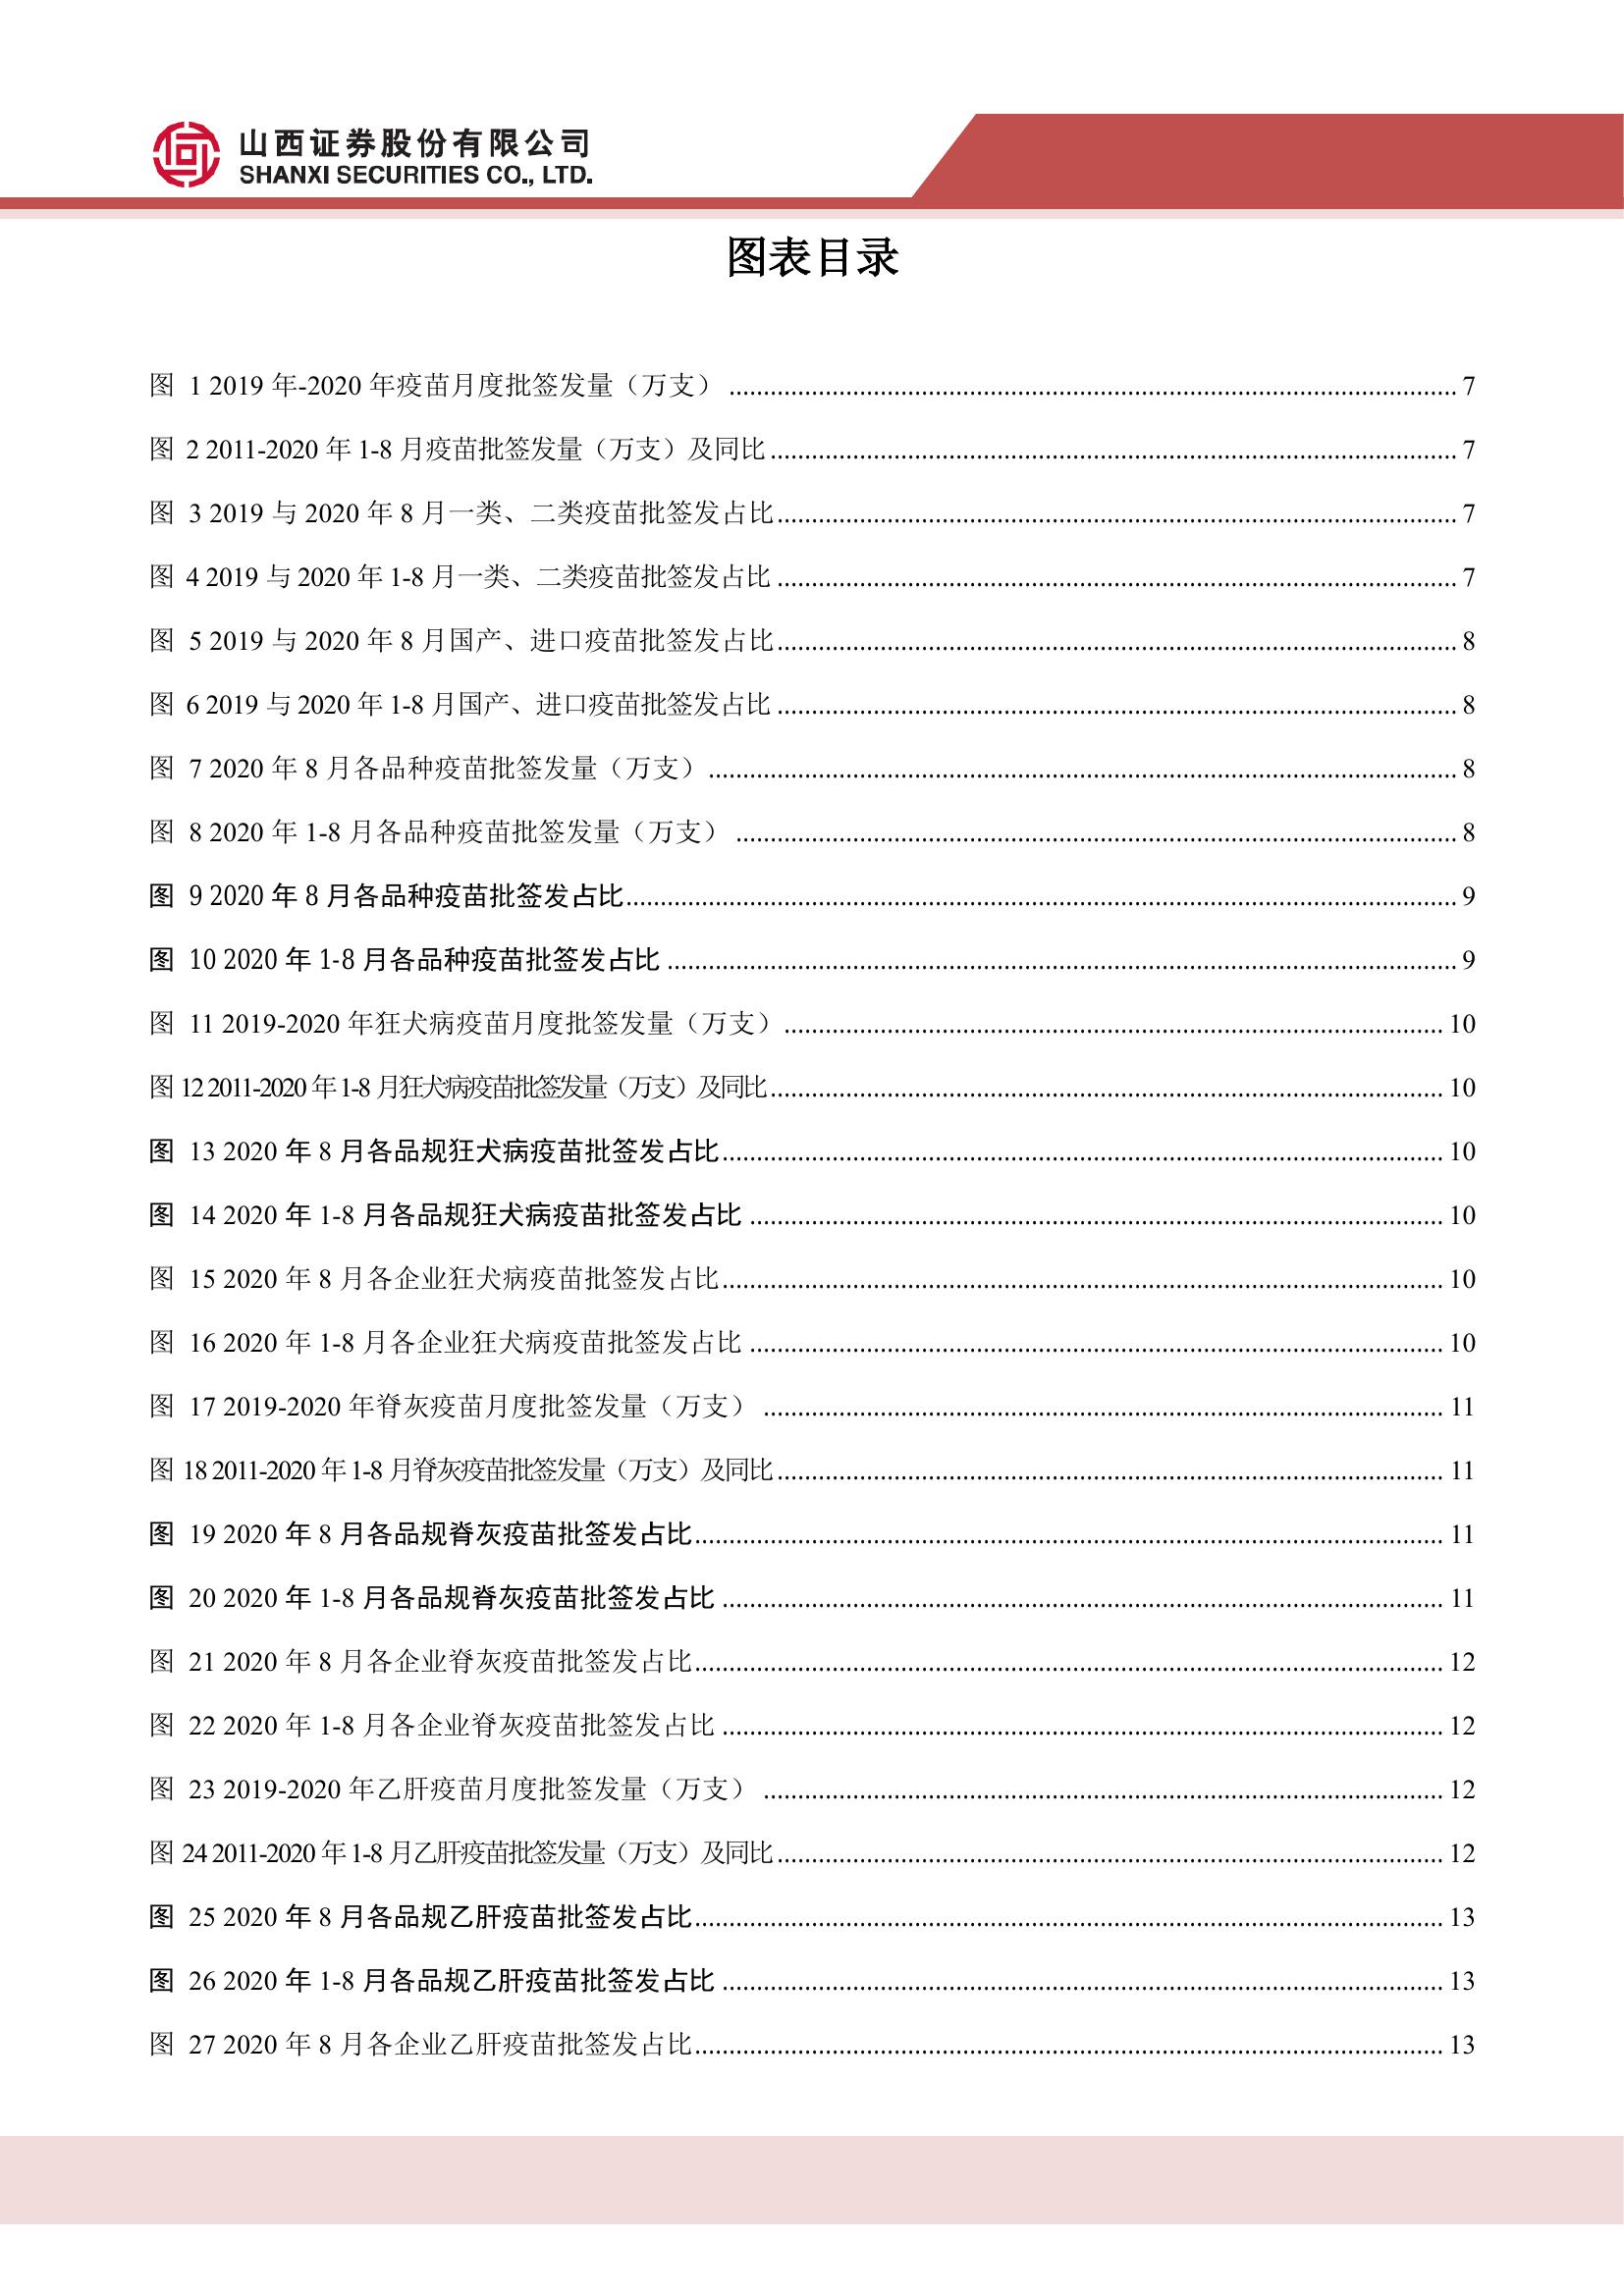 山西证券股份有限公司
SHANXI SECURITIES CO., LTD.
图表目录
图 1 2019 年-2020 年疫苗月度批签发量（万支） ........ 7
图 2 2011-2020 年 1-8 月疫苗批签发量（万支）及同比 ........ 7
图 3 2019 与 2020 年 8 月一类、二类疫苗批签发占比 ........ 7
图 4 2019 与 2020 年 1-8 月一类、二类疫苗批签发占比 ........ 7
图 5 2019 与 2020 年 8 月国产、进口疫苗批签发占比 ........ 8
图 6 2019 与 2020 年 1-8 月国产、进口疫苗批签发占比 ........ 8
图 7 2020 年 8 月各品种疫苗批签发量（万支） ........ 8
图 8 2020 年 1-8 月各品种疫苗批签发量（万支） ........ 8
图 9 2020 年 8 月各品种疫苗批签发占比 ........ 9
图 10 2020 年 1-8 月各品种疫苗批签发占比 ........ 9
图 11 2019-2020 年狂犬病疫苗月度批签发量（万支） ........ 10
图 12 2011-2020 年 1-8 月狂犬病疫苗批签发量（万支）及同比 ........ 10
图 13 2020 年 8 月各品规狂犬病疫苗批签发占比 ........ 10
图 14 2020 年 1-8 月各品规狂犬病疫苗批签发占比 ........ 10
图 15 2020 年 8 月各企业狂犬病疫苗批签发占比 ........ 10
图 16 2020 年 1-8 月各企业狂犬病疫苗批签发占比 ........ 10
图 17 2019-2020 年脊灰疫苗月度批签发量（万支） ........ 11
图 18 2011-2020 年 1-8 月脊灰疫苗批签发量（万支）及同比 ........ 11
图 19 2020 年 8 月各品规脊灰疫苗批签发占比 ........ 11
图 20 2020 年 1-8 月各品规脊灰疫苗批签发占比 ........ 11
图 21 2020 年 8 月各企业脊灰疫苗批签发占比 ........ 12
图 22 2020 年 1-8 月各企业脊灰疫苗批签发占比 ........ 12
图 23 2019-2020 年乙肝疫苗月度批签发量（万支） ........ 12
图 24 2011-2020 年 1-8 月乙肝疫苗批签发量（万支）及同比 ........ 12
图 25 2020 年 8 月各品规乙肝疫苗批签发占比 ........ 13
图 26 2020 年 1-8 月各品规乙肝疫苗批签发占比 ........ 13
图 27 2020 年 8 月各企业乙肝疫苗批签发占比 ........ 13